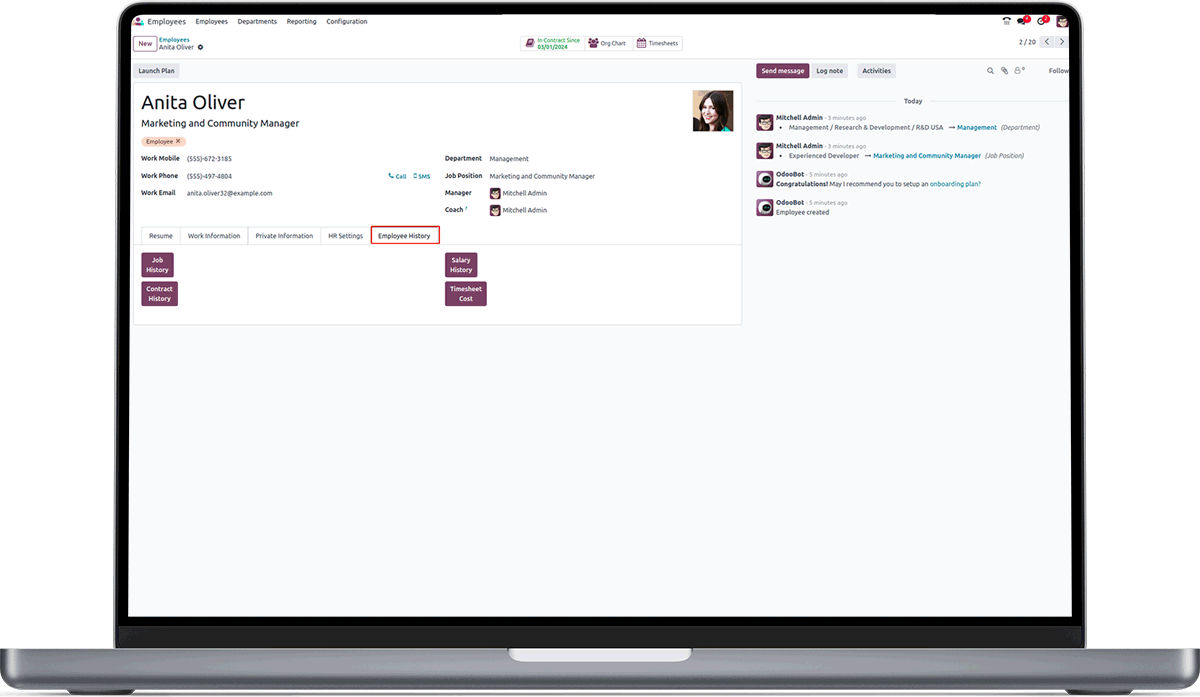 Employees Employees Departments Reporting Configuration
New Employees
Anita Oliver
In Contract Since
03/01/2024
Org Chart
Timesheets
2 / 20
Launch Plan
Send message Log note Activities
0
Follow
Anita Oliver
Marketing and Community Manager
Employee ×
Work Mobile (555)-672-3185
Work Phone (555)-497-4804 Call SMS
Work Email anita.oliver32@example.com
Department Management
Job Position Marketing and Community Manager
Manager Mitchell Admin
Coach ? Mitchell Admin
Resume Work Information Private Information HR Settings Employee History
Job
History
Contract
History
Salary
History
Timesheet
Cost
Today
Mitchell Admin - 3 minutes ago
• Management / Research & Development / R&D USA → Management (Department)
Mitchell Admin - 3 minutes ago
• Experienced Developer → Marketing and Community Manager (Job Position)
OdooBot - 5 minutes ago
Congratulations! May I recommend you to setup an onboarding plan?
OdooBot - 5 minutes ago
Employee created